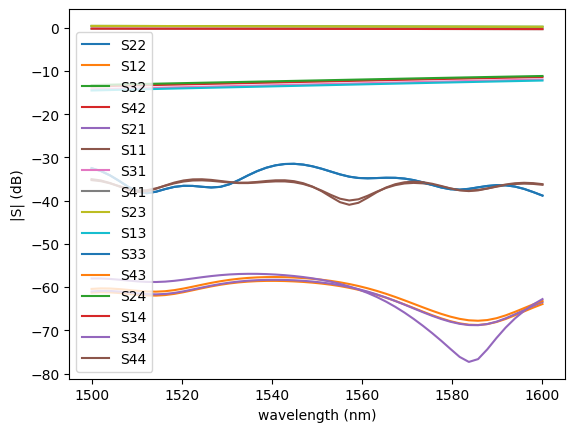 0
−10
−20
−30
−40
−50
−60
−70
−80
|S| (dB)
S22
S12
S32
S42
S21
S11
S31
S41
S23
S13
S33
S43
S24
S14
S34
S44
1500
1520
1540
1560
1580
1600
wavelength (nm)